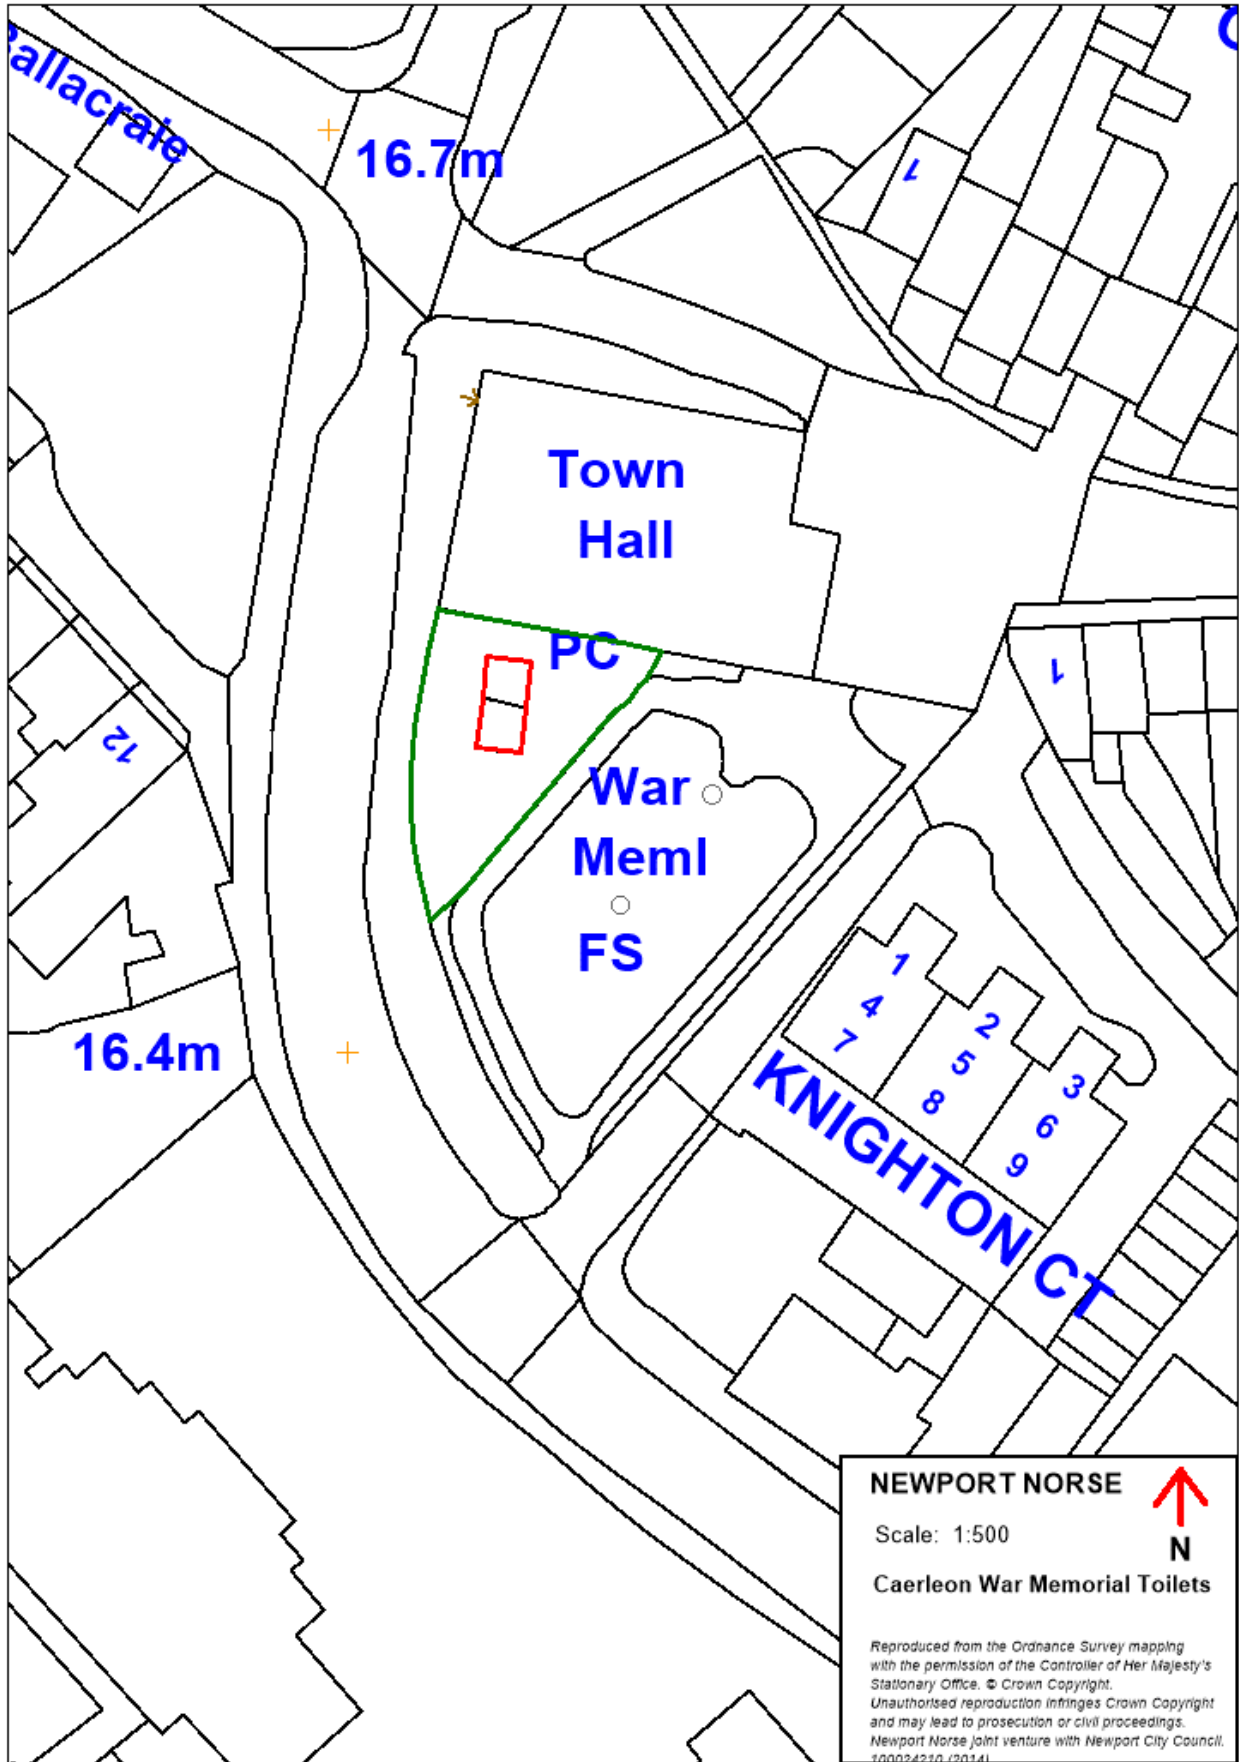 Ballacraie
16.7m
1
Town
Hall
PC
1
12
War
Meml
FS
16.4m
1
4
7
2
5
8
3
6
9
KNIGHTON CT
NEWPORT NORSE
Scale: 1:500
N
Caerleon War Memorial Toilets
Reproduced from the Ordnance Survey mapping
with the permission of the Controller of Her Majesty's
Stationary Office. © Crown Copyright.
Unauthorised reproduction infringes Crown Copyright
and may lead to prosecution or civil proceedings.
Newport Norse joint venture with Newport City Council.
100024210 (2014)